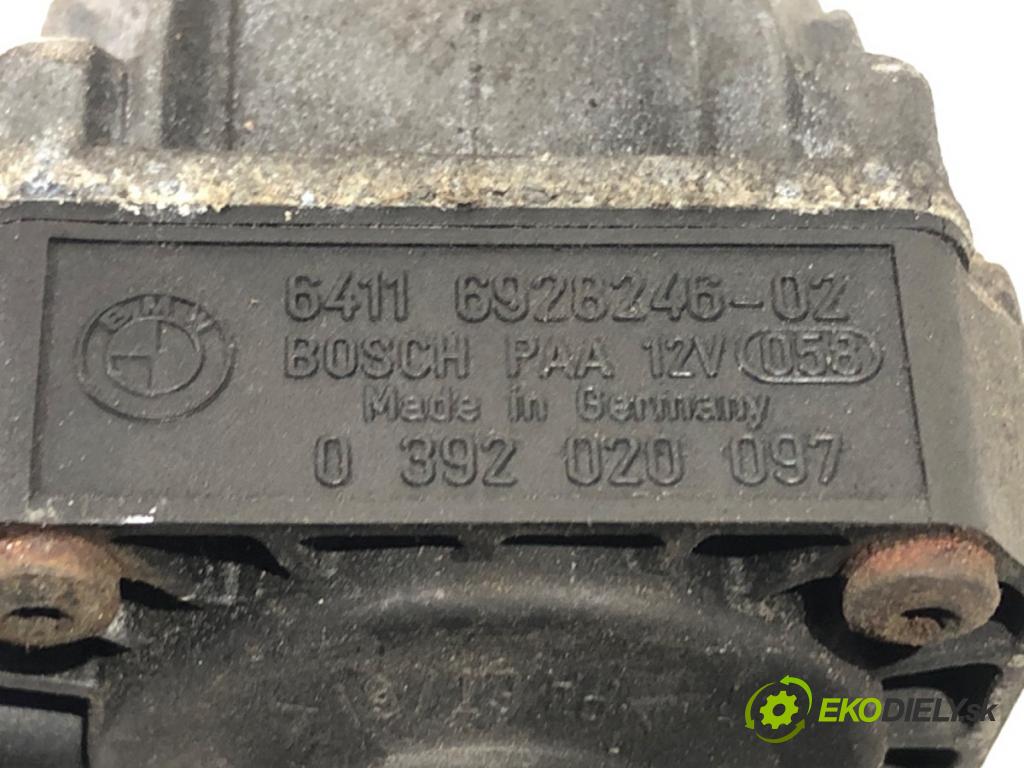 BMW
6411 6928246-02
BOSCH PAA 12V 058
Made in Germany
0 392 020 097
EKODIELY.sk